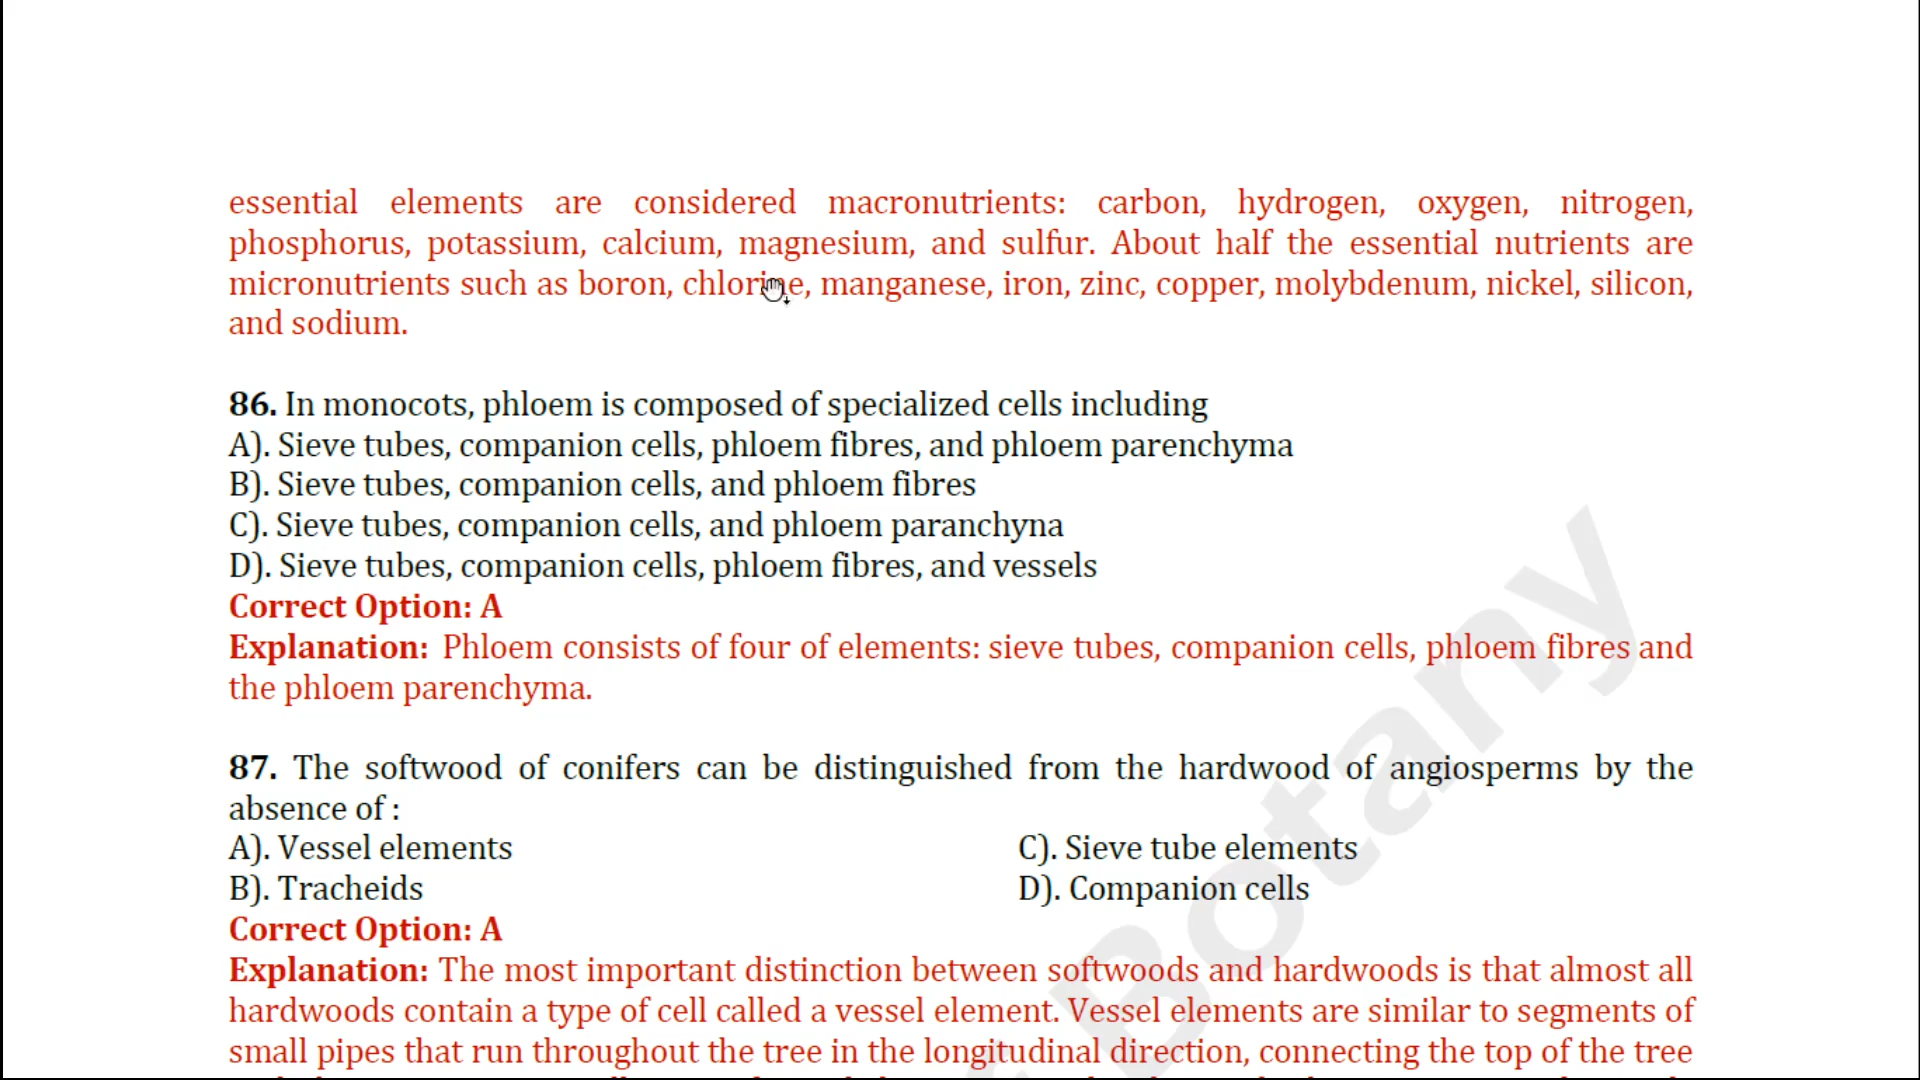 essential elements are considered macronutrients: carbon, hydrogen, oxygen, nitrogen,
phosphorus, potassium, calcium, magnesium, and sulfur. About half the essential nutrients are
micronutrients such as boron, chlorine, manganese, iron, zinc, copper, molybdenum, nickel, silicon,
and sodium.
86. In monocots, phloem is composed of specialized cells including
A). Sieve tubes, companion cells, phloem fibres, and phloem parenchyma
B). Sieve tubes, companion cells, and phloem fibres
C). Sieve tubes, companion cells, and phloem paranchyna
D). Sieve tubes, companion cells, phloem fibres, and vessels
Correct Option: A
Explanation: Phloem consists of four of elements: sieve tubes, companion cells, phloem fibres and
the phloem parenchyma.
87. The softwood of conifers can be distinguished from the hardwood of angiosperms by the
absence of :
A). Vessel elements
C). Sieve tube elements
B). Tracheids
D). Companion cells
Correct Option: A
Explanation: The most important distinction between softwoods and hardwoods is that almost all
hardwoods contain a type of cell called a vessel element. Vessel elements are similar to segments of
small pipes that run throughout the tree in the longitudinal direction, connecting the top of the tree
Botany